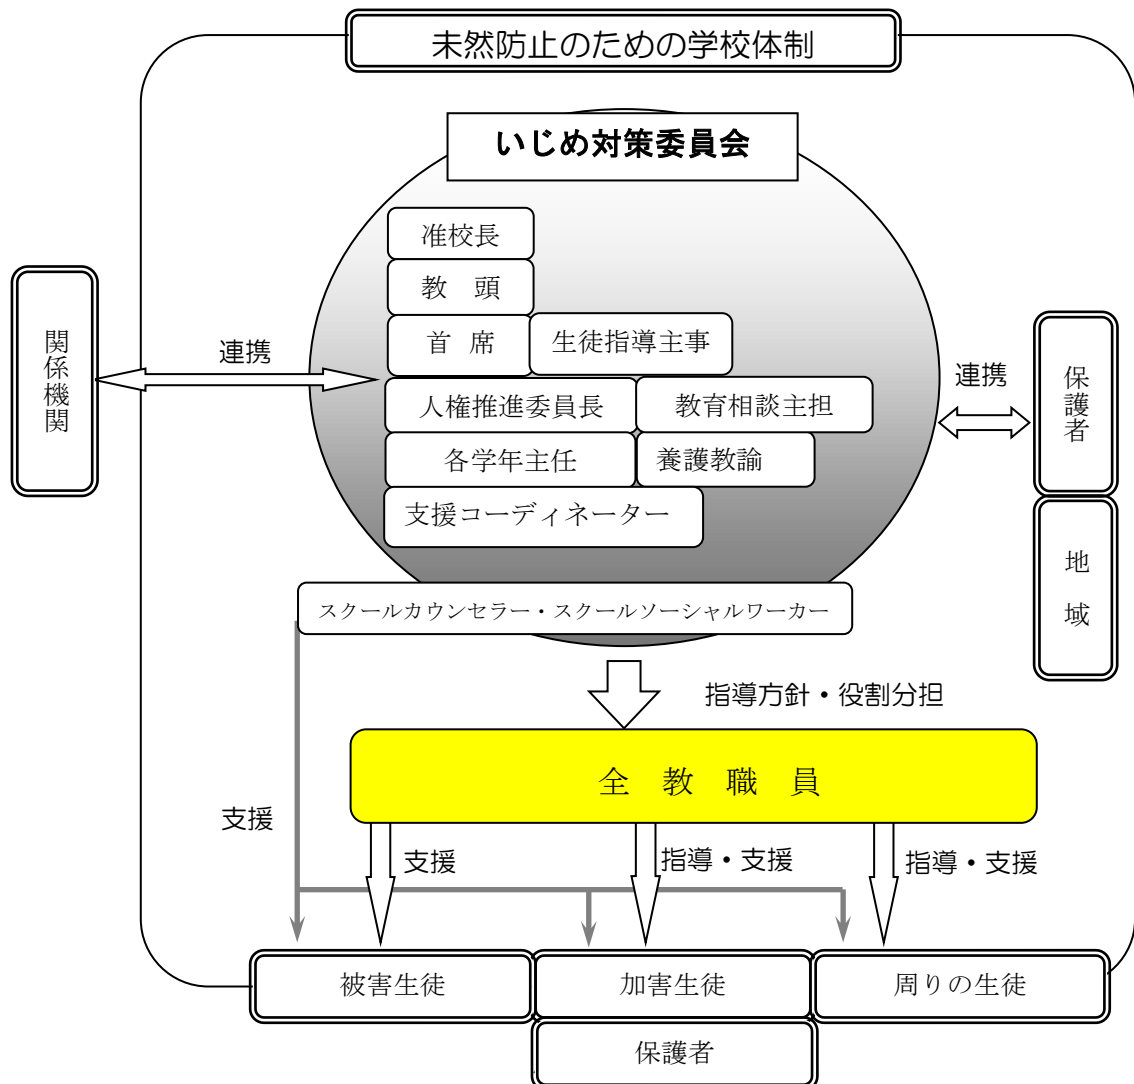 未然防止のための学校体制
いじめ対策委員会
准校長
教　頭
首 席
生徒指導主事
人権推進委員長
教育相談主担
各学年主任
養護教諭
支援コーディネーター
スクールカウンセラー・スクールソーシャルワーカー
関係機関
連携
連携
保護者
地域
指導方針・役割分担
全　教　職　員
支援
支援
指導・支援
指導・支援
被害生徒
加害生徒
周りの生徒
保護者